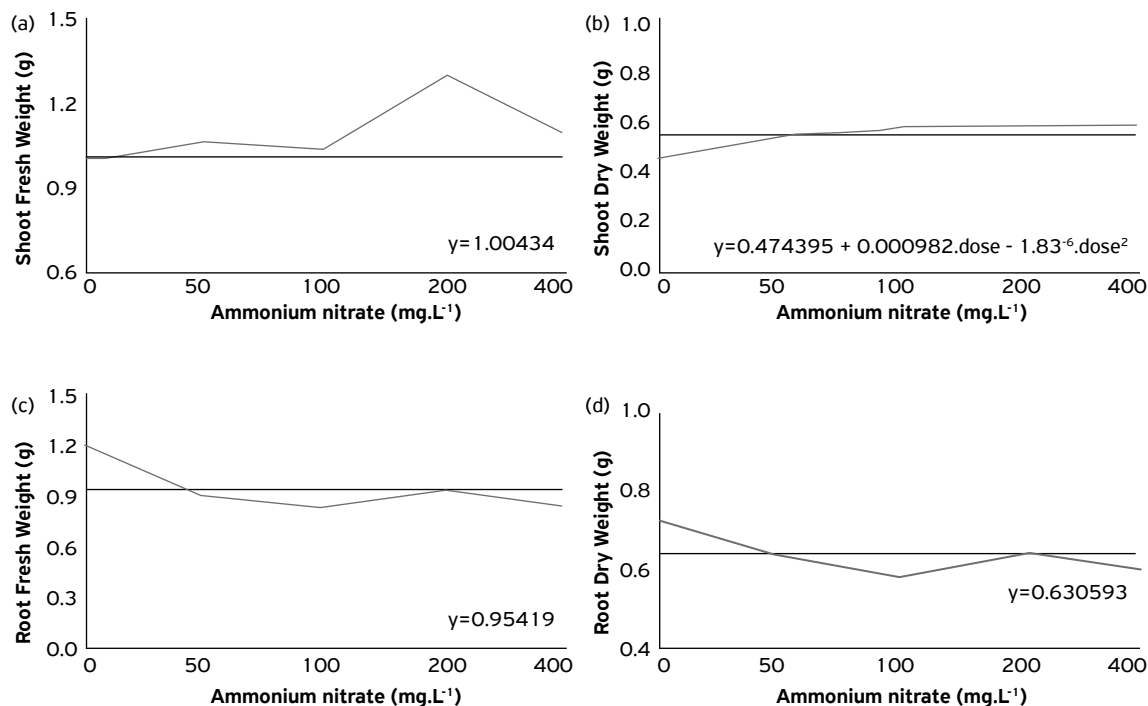 (a)
Shoot Fresh Weight (g)
1.5
1.2
0.9
0.6
y=1.00434
0 50 100 200 400
Ammonium nitrate (mg.L⁻¹)
(b)
Shoot Dry Weight (g)
1.0
0.8
0.6
0.4
0.2
0.0
y=0.474395 + 0.000982.dose - 1.83⁻⁶.dose²
0 50 100 200 400
Ammonium nitrate (mg.L⁻¹)
(c)
Root Fresh Weight (g)
1.5
1.2
0.9
0.6
0.3
0.0
y=0.95419
0 50 100 200 400
Ammonium nitrate (mg.L⁻¹)
(d)
Root Dry Weight (g)
1.0
0.8
0.6
0.4
y=0.630593
0 50 100 200 400
Ammonium nitrate (mg.L⁻¹)